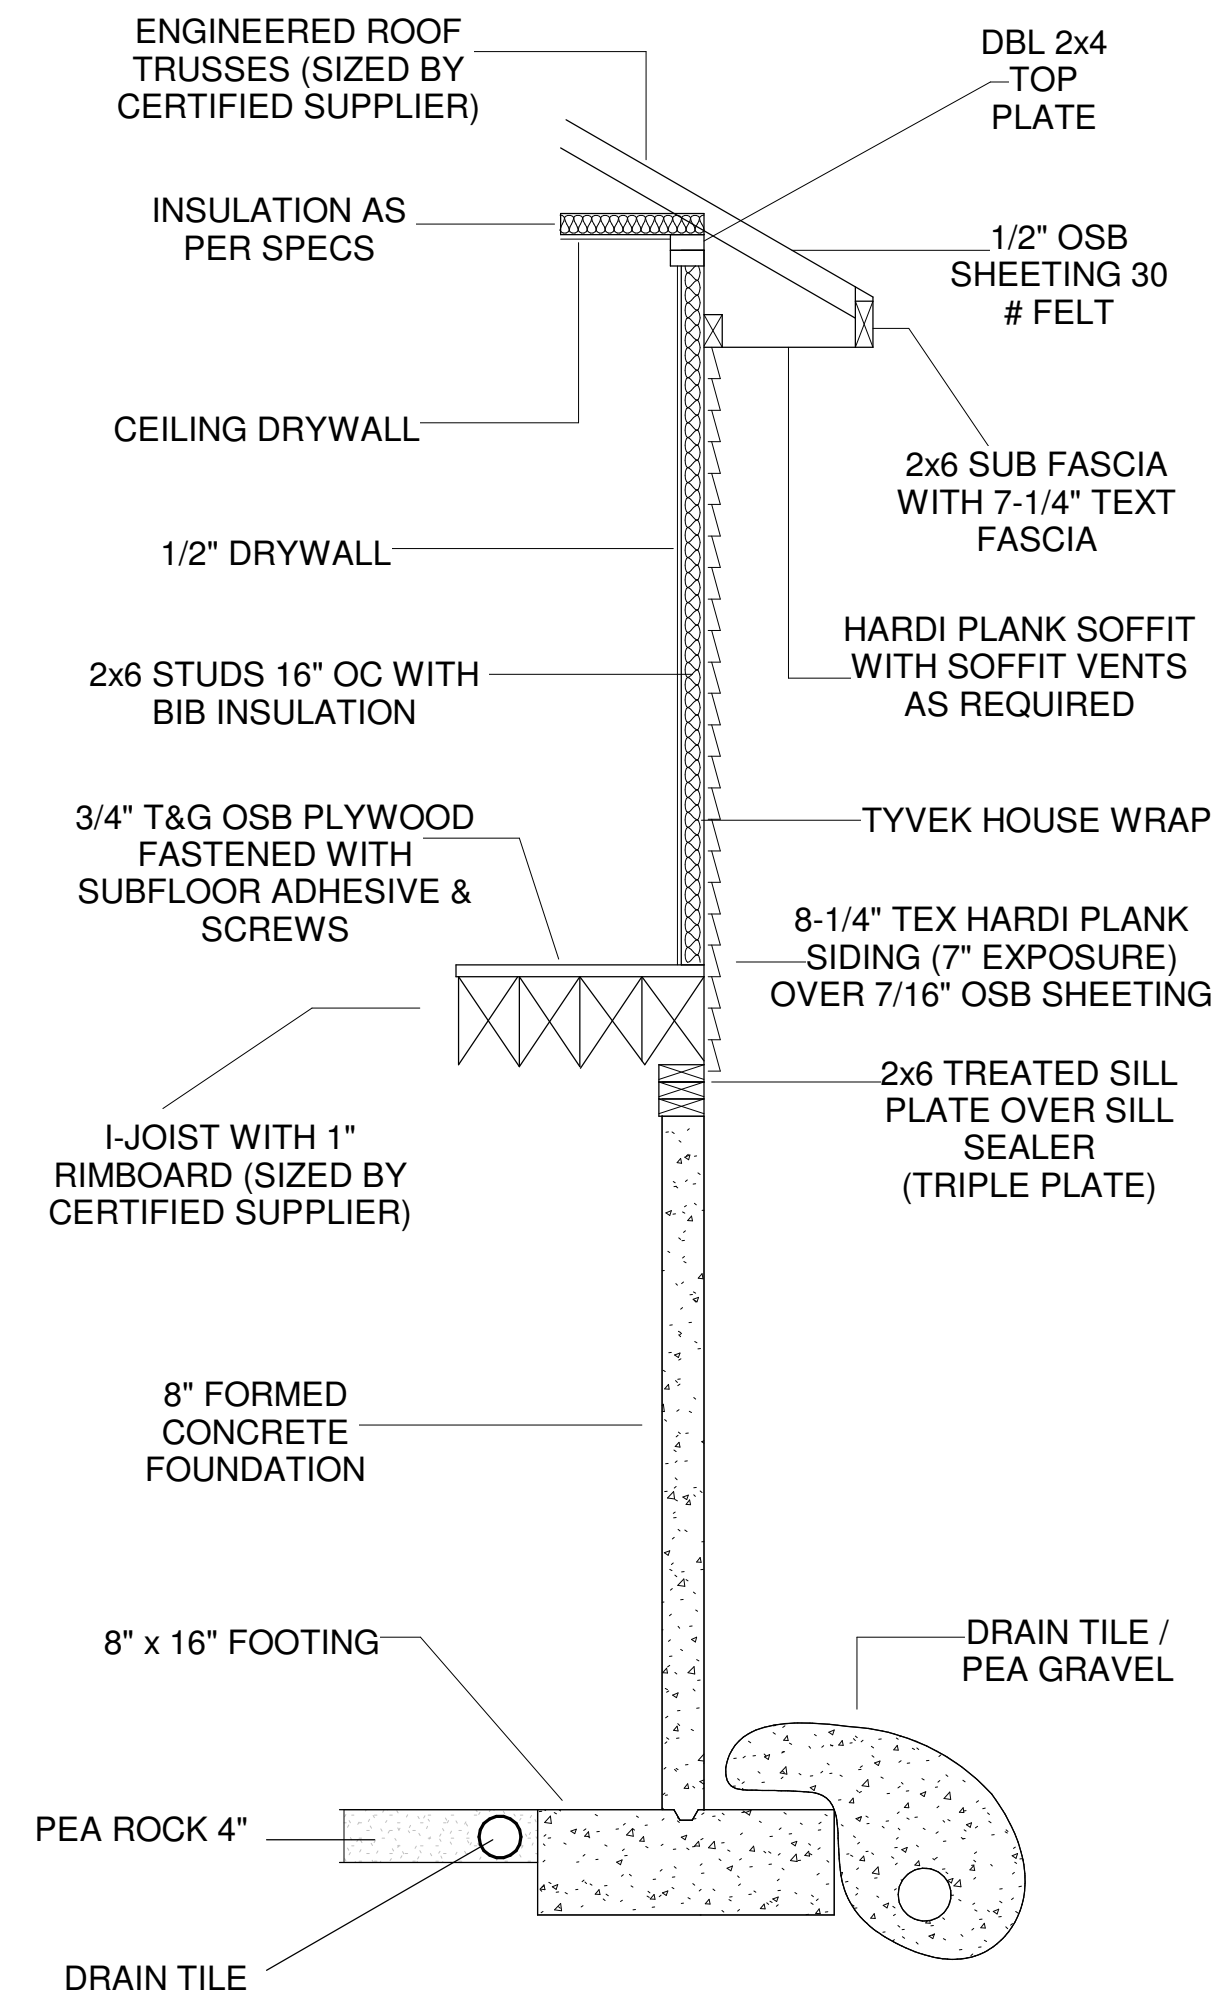 ENGINEERED ROOF
TRUSSES (SIZED BY
CERTIFIED SUPPLIER)
DBL 2x4
TOP
PLATE
INSULATION AS
PER SPECS
1/2" OSB
SHEETING 30
# FELT
CEILING DRYWALL
2x6 SUB FASCIA
WITH 7-1/4" TEXT
FASCIA
1/2" DRYWALL
HARDI PLANK SOFFIT
WITH SOFFIT VENTS
AS REQUIRED
2x6 STUDS 16" OC WITH
BIB INSULATION
3/4" T&G OSB PLYWOOD
FASTENED WITH
SUBFLOOR ADHESIVE &
SCREWS
TYVEK HOUSE WRAP
8-1/4" TEX HARDI PLANK
SIDING (7" EXPOSURE)
OVER 7/16" OSB SHEETING
I-JOIST WITH 1"
RIMBOARD (SIZED BY
CERTIFIED SUPPLIER)
2x6 TREATED SILL
PLATE OVER SILL
SEALER
(TRIPLE PLATE)
8" FORMED
CONCRETE
FOUNDATION
8" x 16" FOOTING
DRAIN TILE /
PEA GRAVEL
PEA ROCK 4"
DRAIN TILE